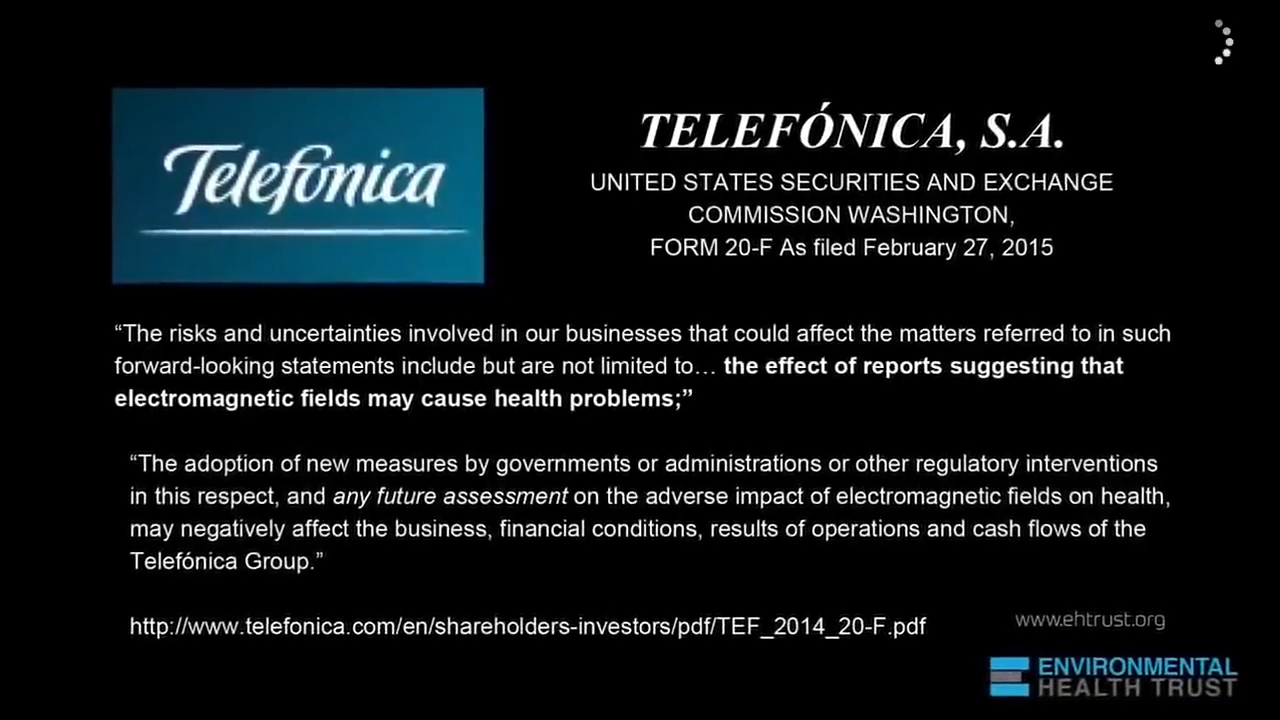 Telefónica
TELEFÓNICA, S.A.
UNITED STATES SECURITIES AND EXCHANGE
COMMISSION WASHINGTON,
FORM 20-F As filed February 27, 2015
“The risks and uncertainties involved in our businesses that could affect the matters referred to in such
forward-looking statements include but are not limited to… the effect of reports suggesting that
electromagnetic fields may cause health problems;”
“The adoption of new measures by governments or administrations or other regulatory interventions
in this respect, and any future assessment on the adverse impact of electromagnetic fields on health,
may negatively affect the business, financial conditions, results of operations and cash flows of the
Telefónica Group.”
http://www.telefonica.com/en/shareholders-investors/pdf/TEF_2014_20-F.pdf
www.ehtrust.org
ENVIRONMENTAL
HEALTH TRUST